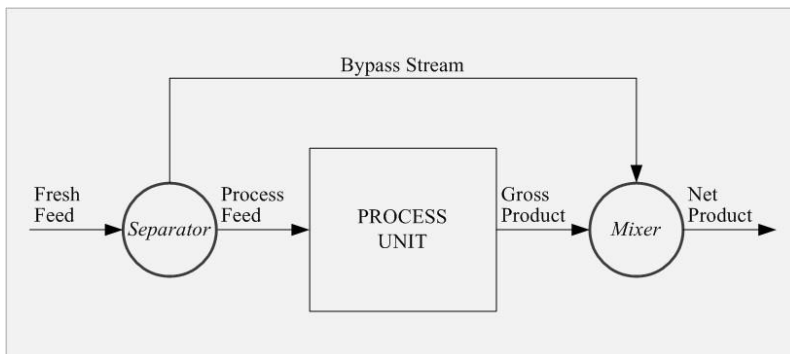 Bypass Stream
Fresh
Feed
Separator
Process
Feed
PROCESS
UNIT
Gross
Product
Mixer
Net
Product